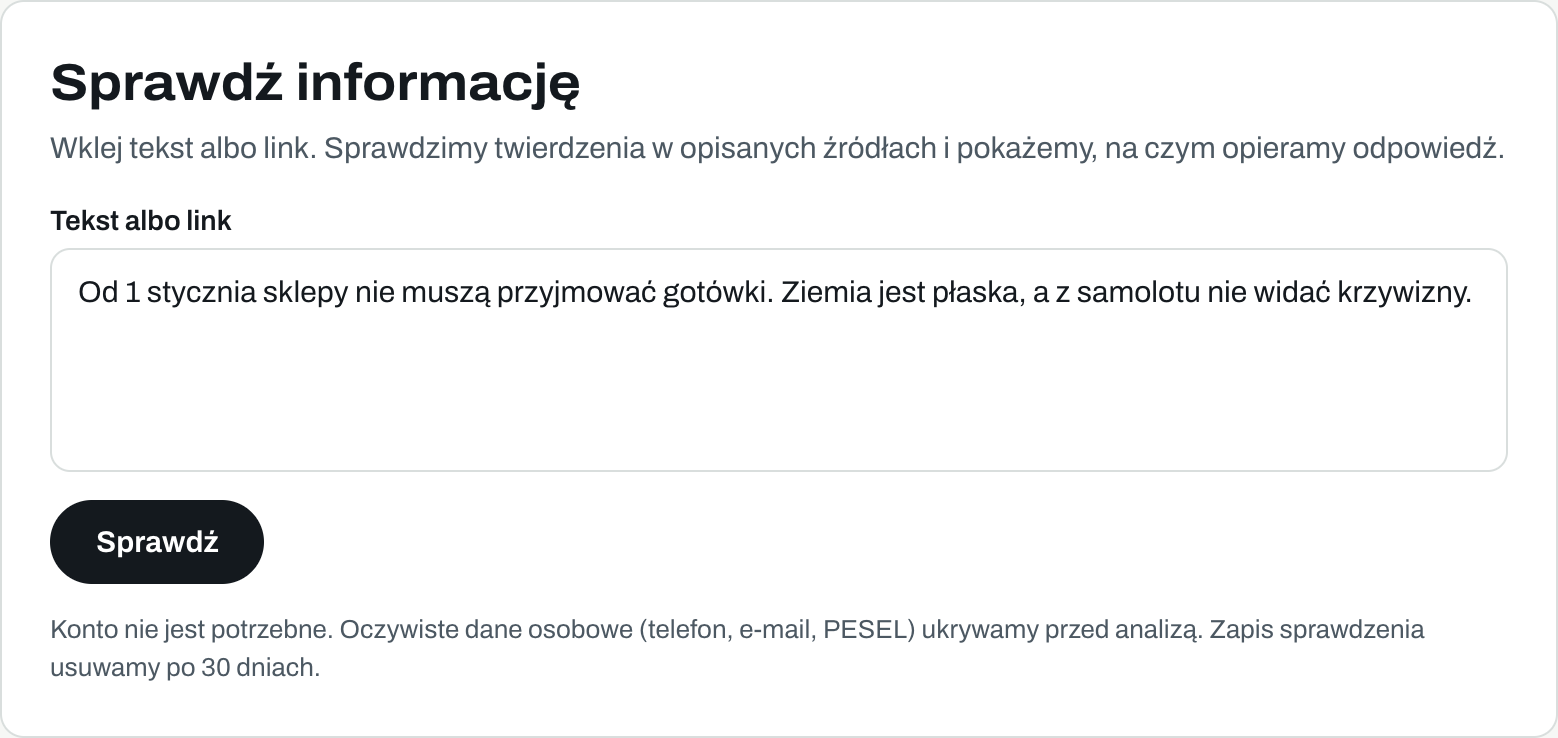 Sprawdź informację
Wklej tekst albo link. Sprawdzimy twierdzenia w opisanych źródłach i pokażemy, na czym opieramy odpowiedź.
Tekst albo link
Od 1 stycznia sklepy nie muszą przyjmować gotówki. Ziemia jest płaska, a z samolotu nie widać krzywizny.
Sprawdź
Konto nie jest potrzebne. Oczywiste dane osobowe (telefon, e-mail, PESEL) ukrywamy przed analizą. Zapis sprawdzenia
usuwamy po 30 dniach.